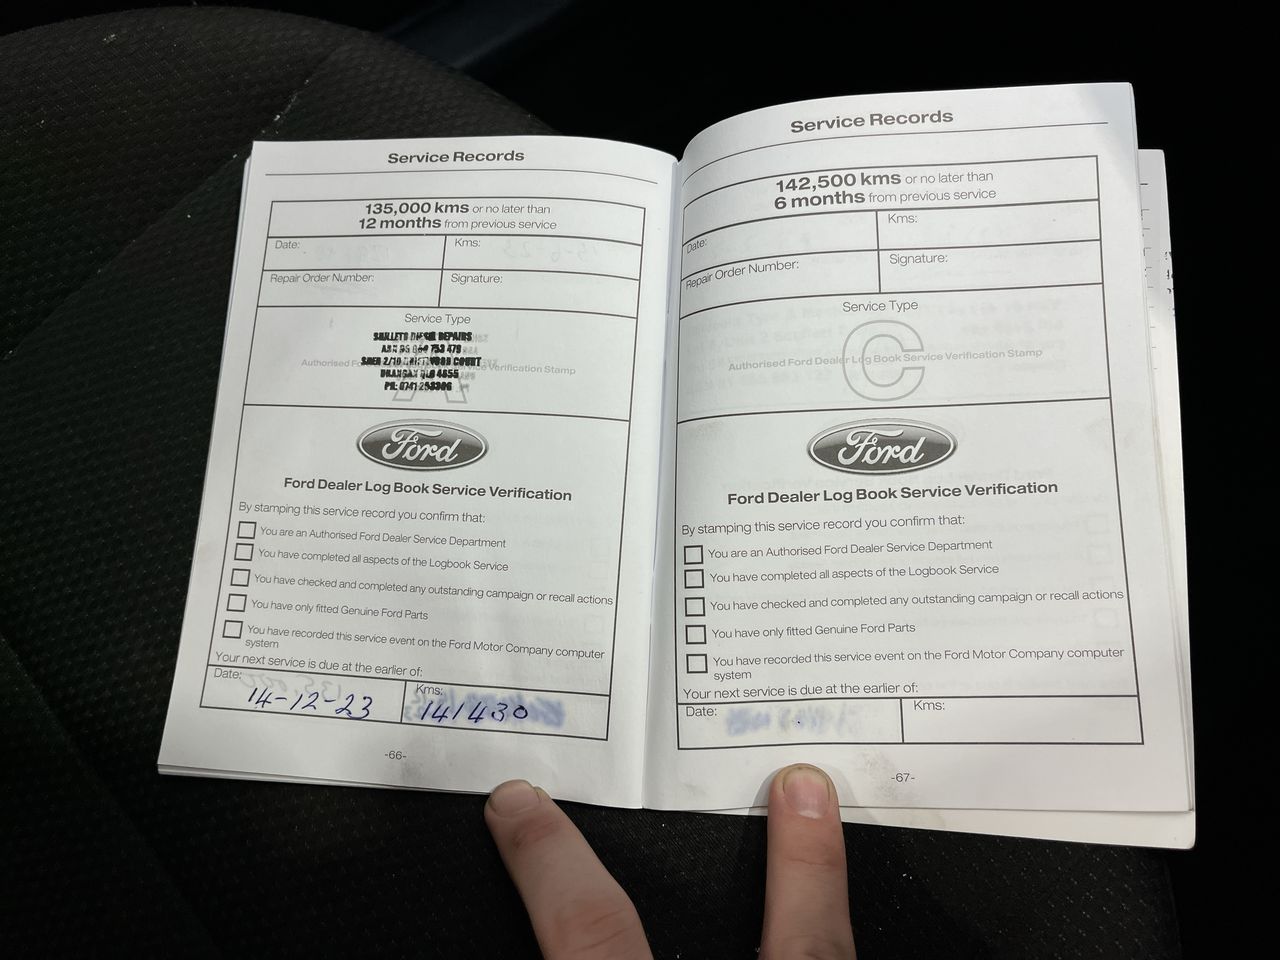 Service Records
135,000 kms or no later than
12 months from previous service
Date:
Kms:
Repair Order Number:
Signature:
Service Type
DIESEL REPAIRS
COURT
QLD 4655
PH:
Authorised Ford Dealer Log Book Service Verification Stamp
A
Ford
Ford Dealer Log Book Service Verification
By stamping this service record you confirm that:
You are an Authorised Ford Dealer Service Department
You have completed all aspects of the Logbook Service
You have checked and completed any outstanding campaign or recall actions
You have only fitted Genuine Ford Parts
You have recorded this service event on the Ford Motor Company computer
system
Your next service is due at the earlier of:
Date:
14-12-23
Kms:
141430
-66-
Service Records
142,500 kms or no later than
6 months from previous service
Date:
Kms:
Repair Order Number:
Signature:
Service Type
C
Authorised Ford Dealer Log Book Service Verification Stamp
Ford
Ford Dealer Log Book Service Verification
By stamping this service record you confirm that:
You are an Authorised Ford Dealer Service Department
You have completed all aspects of the Logbook Service
You have checked and completed any outstanding campaign or recall actions
You have only fitted Genuine Ford Parts
You have recorded this service event on the Ford Motor Company computer
system
Your next service is due at the earlier of:
Date:
Kms:
-67-